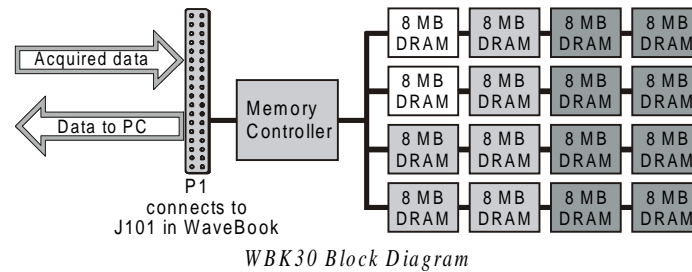 8 MB 8 MB 8 MB 8 MB
DRAM DRAM DRAM DRAM
Acquired data
8 MB 8 MB 8 MB 8 MB
DRAM DRAM DRAM DRAM
Memory
Controller
Data to PC
8 MB 8 MB 8 MB 8 MB
DRAM DRAM DRAM DRAM
P1
connects to
J101 in WaveBook
8 MB 8 MB 8 MB 8 MB
DRAM DRAM DRAM DRAM
WBK30 Block Diagram